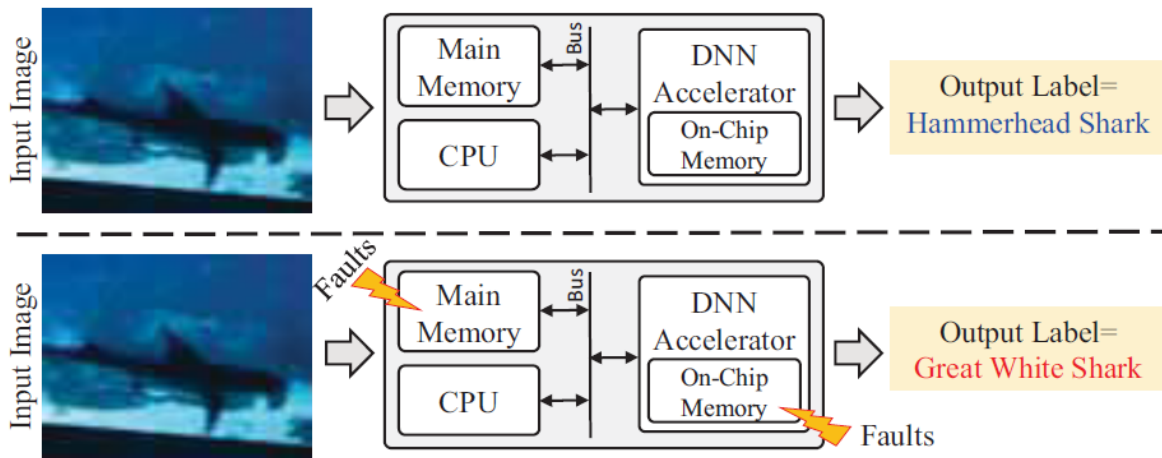 Input Image
Main
Memory
CPU
Bus
DNN
Accelerator
On-Chip
Memory
Output Label=
Hammerhead Shark
Input Image
Faults
Main
Memory
CPU
Bus
DNN
Accelerator
On-Chip
Memory
Faults
Output Label=
Great White Shark